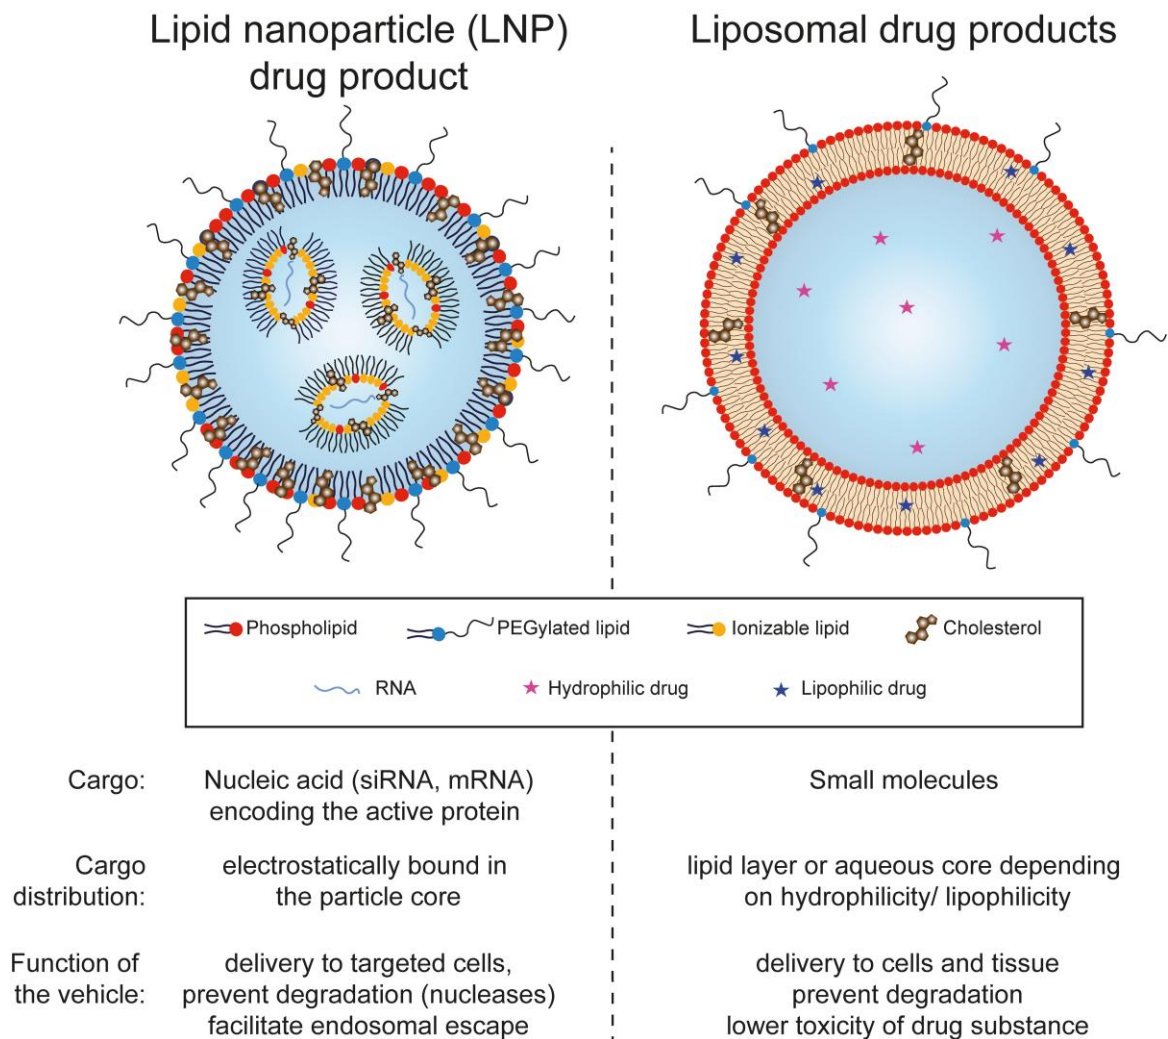 Lipid nanoparticle (LNP)
drug product
Liposomal drug products
Phospholipid
PEGylated lipid
Ionizable lipid
Cholesterol
RNA
Hydrophilic drug
Lipophilic drug
Cargo:
Nucleic acid (siRNA, mRNA)
encoding the active protein
Small molecules
Cargo
distribution:
electrostatically bound in
the particle core
lipid layer or aqueous core depending
on hydrophilicity/ lipophilicity
Function of
the vehicle:
delivery to targeted cells,
prevent degradation (nucleases)
facilitate endosomal escape
delivery to cells and tissue
prevent degradation
lower toxicity of drug substance